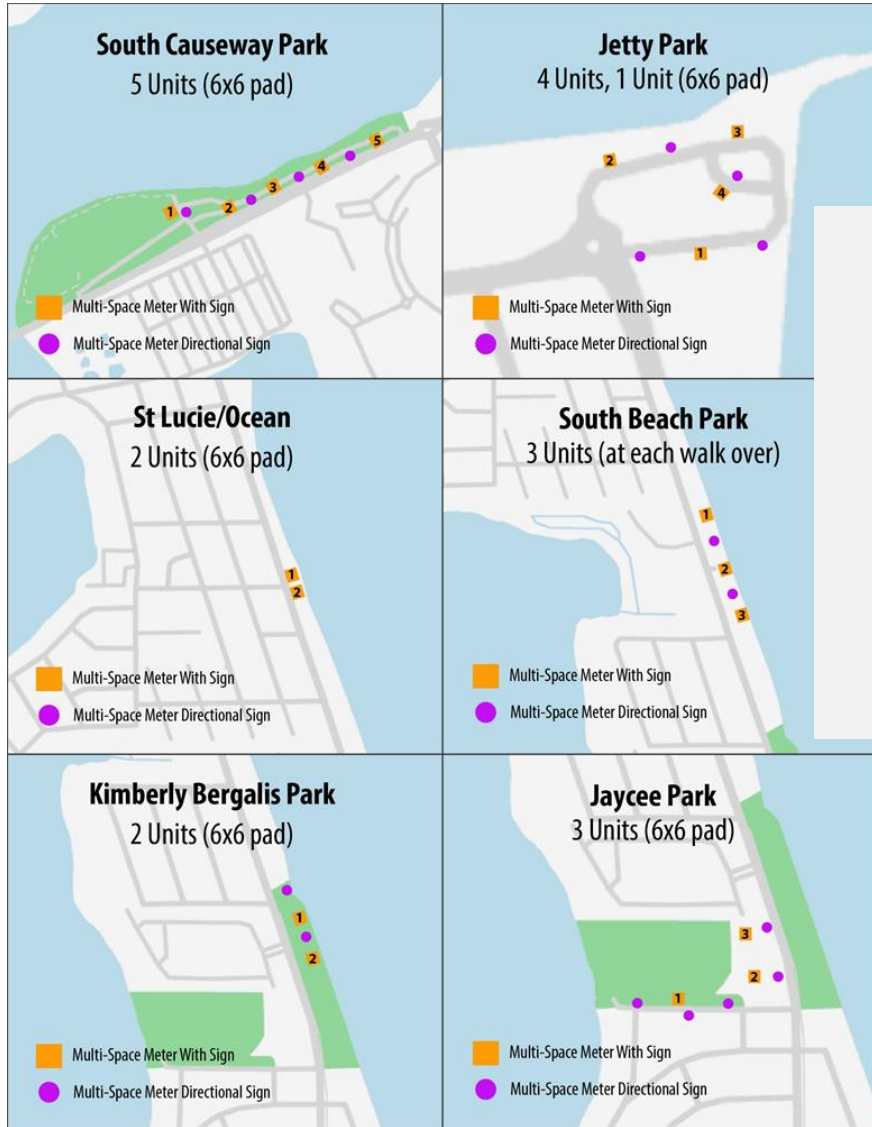 South Causeway Park
5 Units (6x6 pad)
5
4
3
2
1
Multi-Space Meter With Sign
Multi-Space Meter Directional Sign
Jetty Park
4 Units, 1 Unit (6x6 pad)
3
2
4
1
Multi-Space Meter With Sign
Multi-Space Meter Directional Sign
St Lucie/Ocean
2 Units (6x6 pad)
1
2
Multi-Space Meter With Sign
Multi-Space Meter Directional Sign
South Beach Park
3 Units (at each walk over)
1
2
3
Multi-Space Meter With Sign
Multi-Space Meter Directional Sign
Kimberly Bergalis Park
2 Units (6x6 pad)
1
2
Multi-Space Meter With Sign
Multi-Space Meter Directional Sign
Jaycee Park
3 Units (6x6 pad)
3
2
1
Multi-Space Meter With Sign
Multi-Space Meter Directional Sign